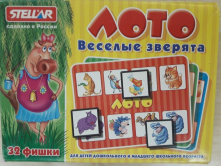 STELLAR
сделано в России
ЛОТО
Веселые зверята
ЛОТО
32 фишки
ДЛЯ ДЕТЕЙ ДОШКОЛЬНОГО И МЛАДШЕГО ШКОЛЬНОГО ВОЗРАСТА